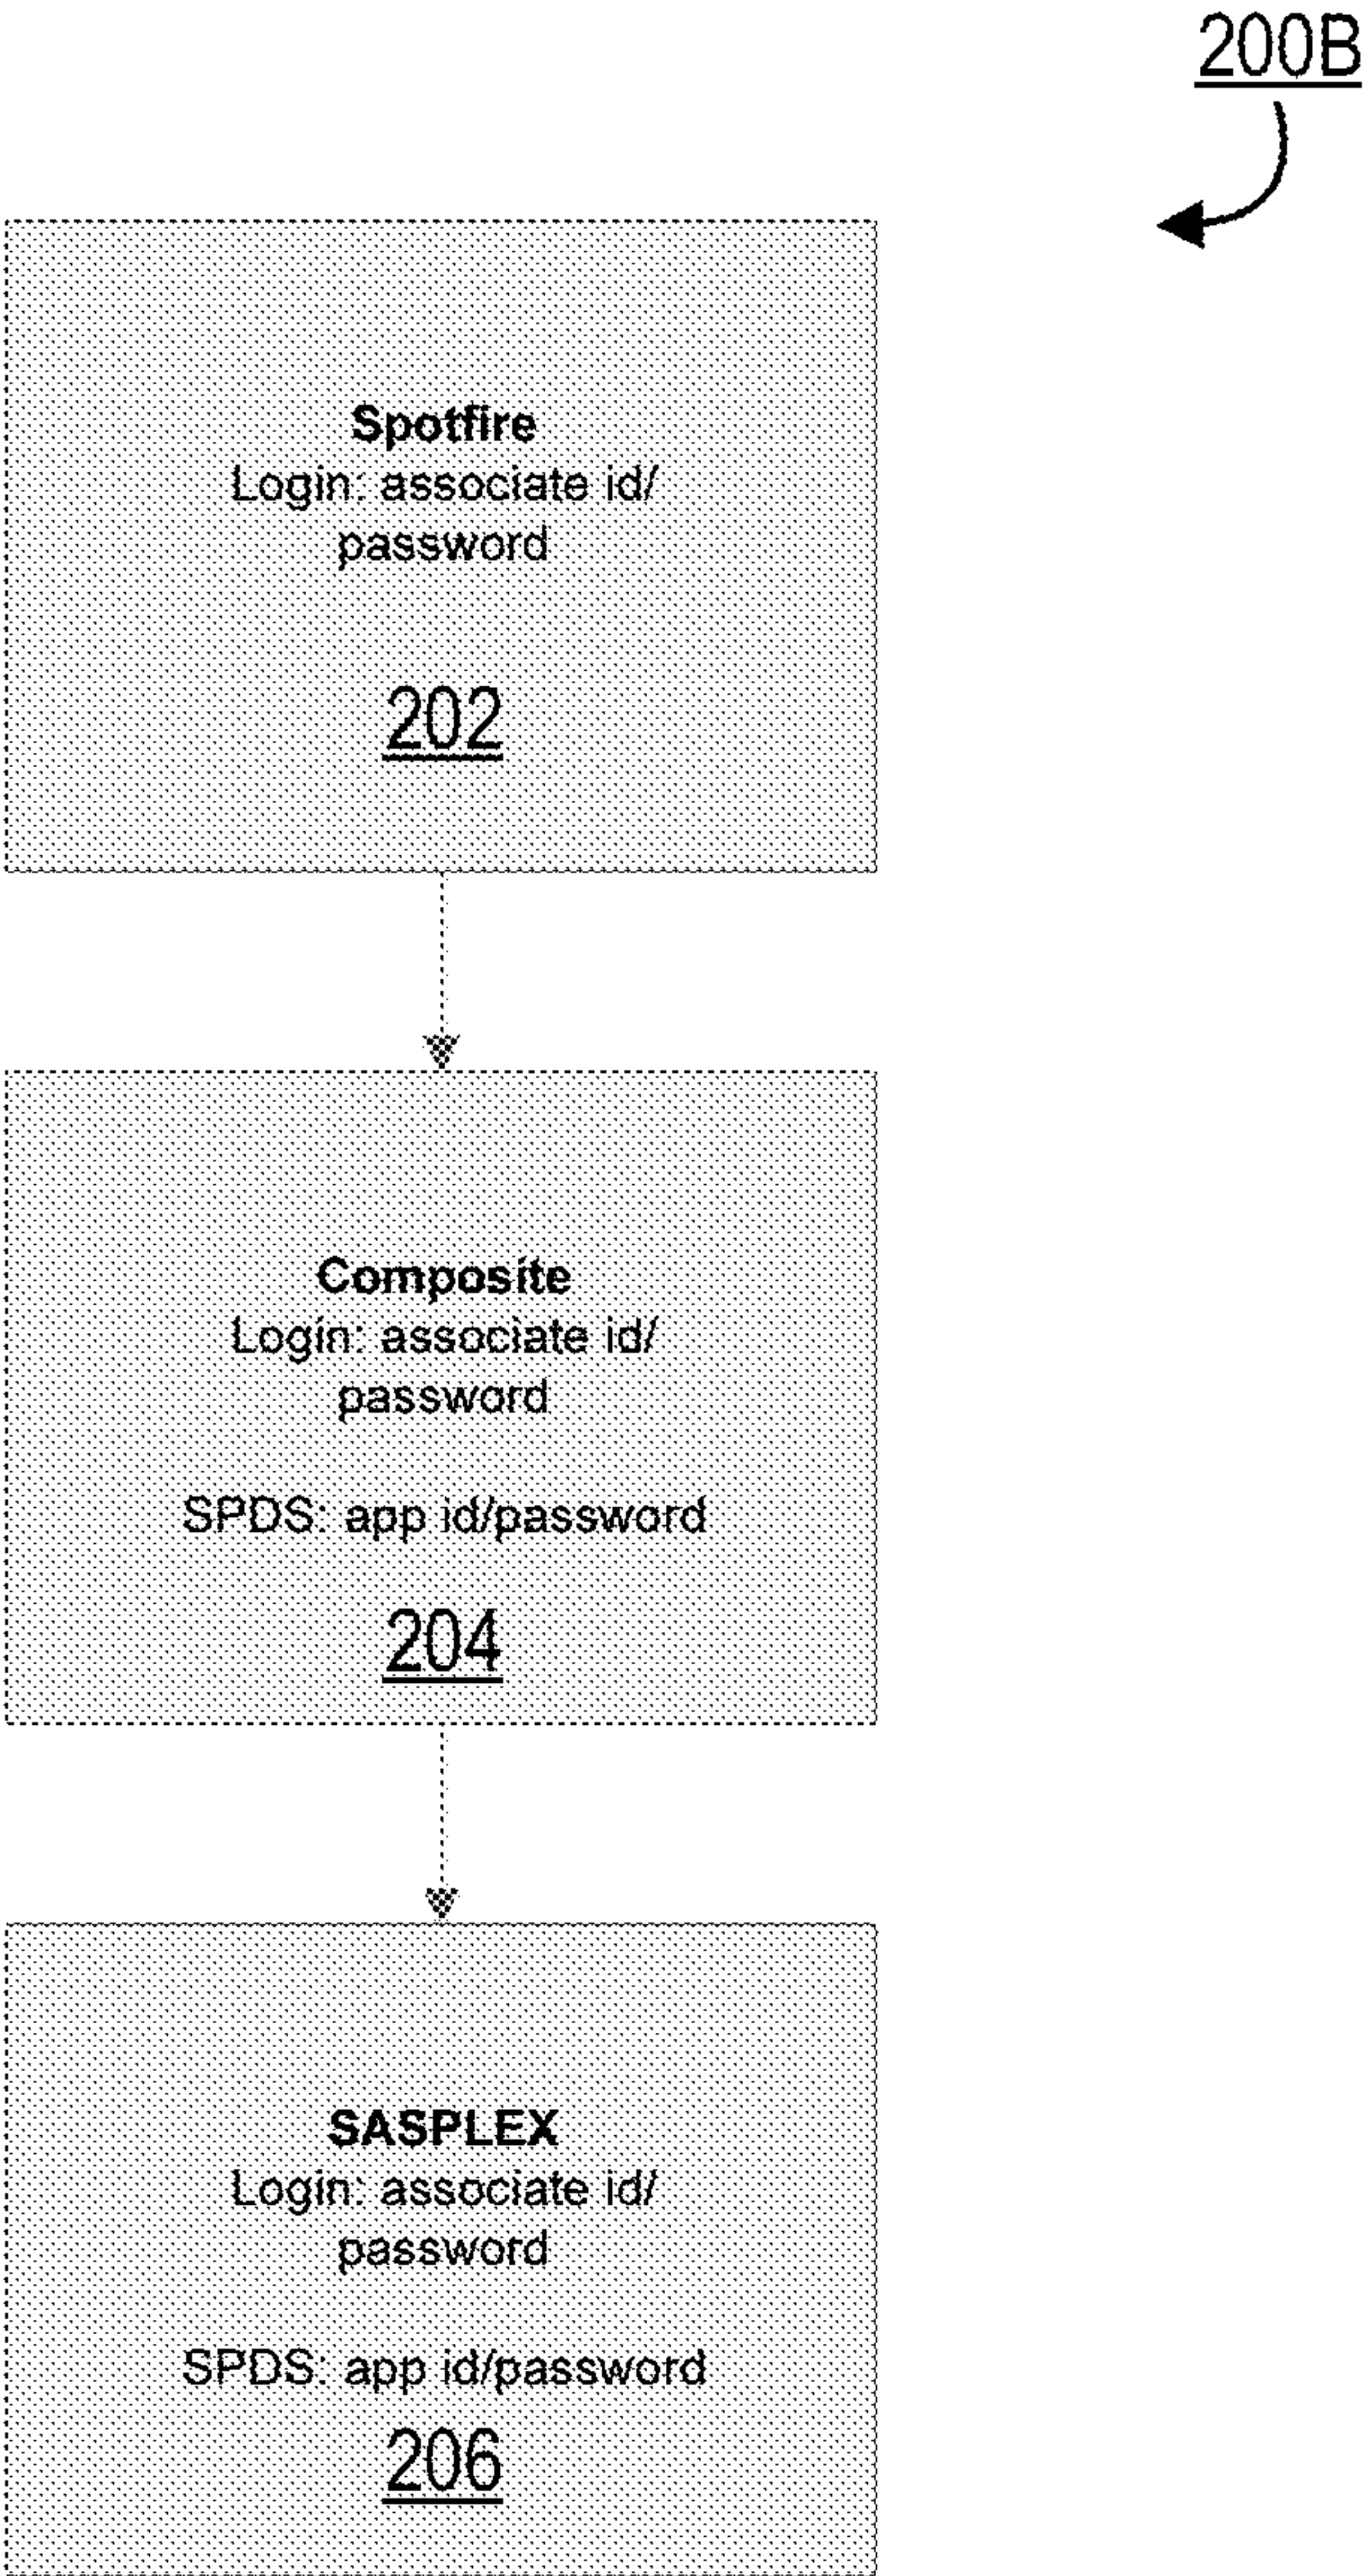 200B
Spotfire
Login: associate id/
password
202
Composite
Login: associate id/
password
SPDS: app id/password
204
SASPLEX
Login: associate id/
password
SPDS: app id/password
206